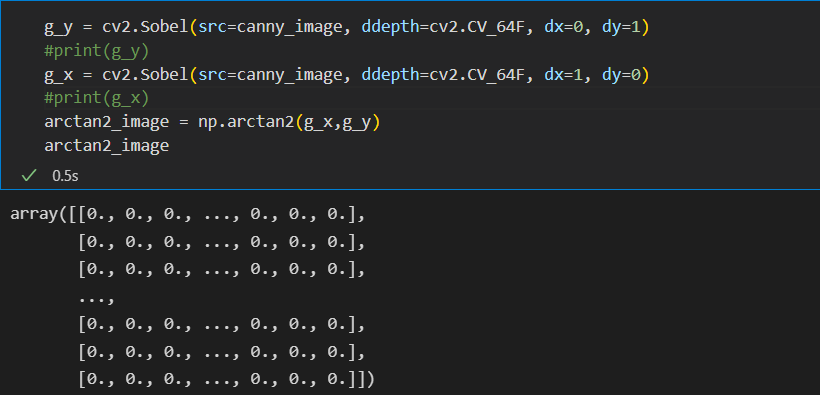 g_y = cv2.Sobel(src=canny_image, ddepth=cv2.CV_64F, dx=0, dy=1)
#print(g_y)
g_x = cv2.Sobel(src=canny_image, ddepth=cv2.CV_64F, dx=1, dy=0)
#print(g_x)
arctan2_image = np.arctan2(g_x,g_y)
arctan2_image
0.5s
array([[0., 0., 0., ..., 0., 0., 0.],
       [0., 0., 0., ..., 0., 0., 0.],
       [0., 0., 0., ..., 0., 0., 0.],
       ...,
       [0., 0., 0., ..., 0., 0., 0.],
       [0., 0., 0., ..., 0., 0., 0.],
       [0., 0., 0., ..., 0., 0., 0.]])